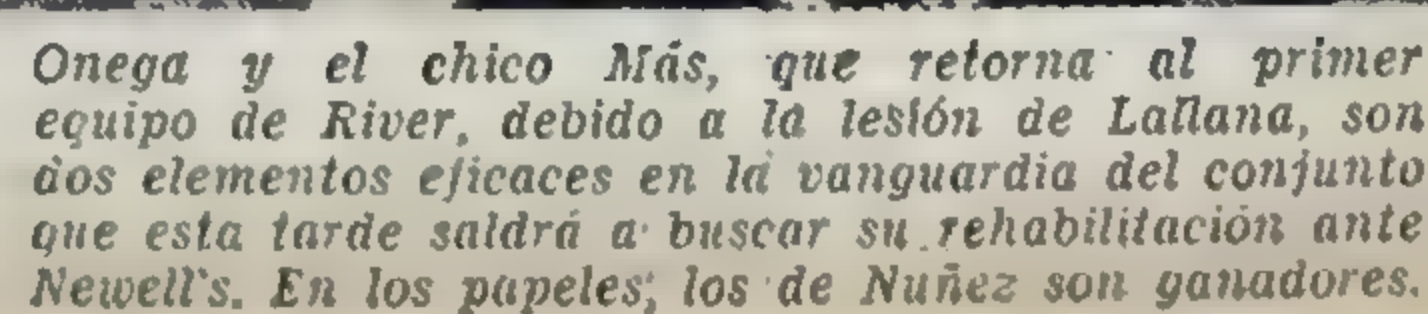 Onega y el chico Más, que retorna al primer
equipo de River, debido a la lesión de Lallana, son
dos elementos eficaces en la vanguardia del conjunto
que esta tarde saldrá a buscar su rehabilitación ante
Newell's. En los papeles, los de Nuñez son ganadores.